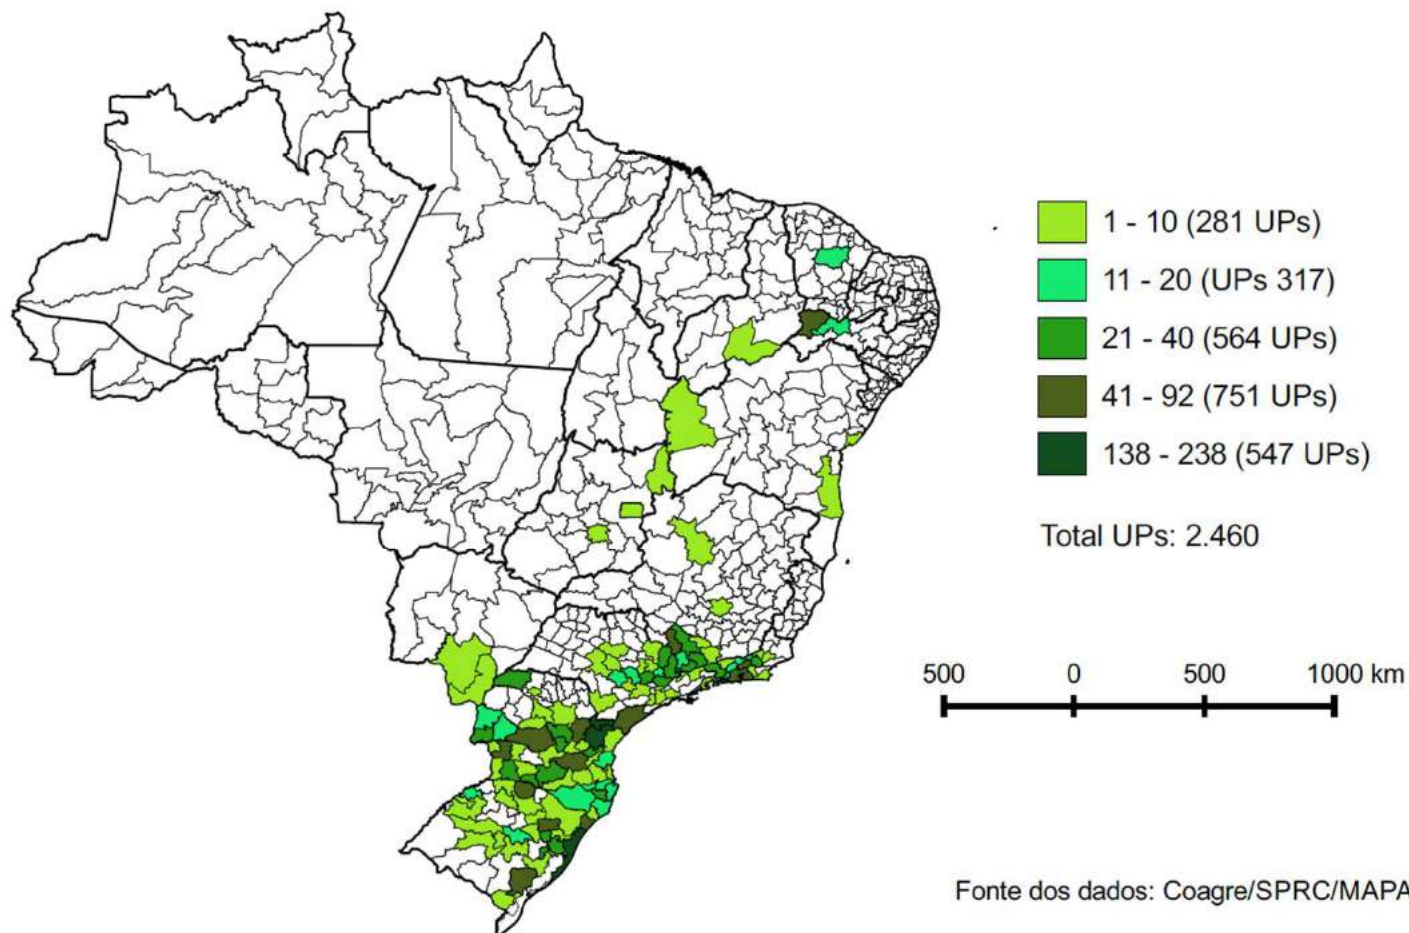 1 - 10 (281 UPs)
11 - 20 (UPs 317)
21 - 40 (564 UPs)
41 - 92 (751 UPs)
138 - 238 (547 UPs)
Total UPs: 2.460
500 0 500 1000 km
Fonte dos dados: Coagre/SPRC/MAPA